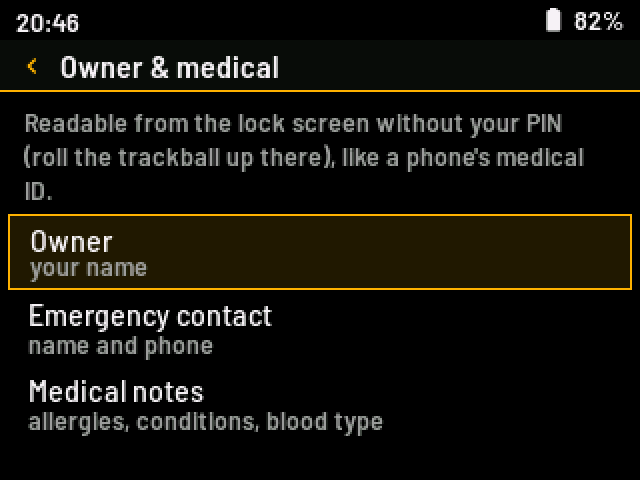 20:46
82%
Owner & medical
Readable from the lock screen without your PIN
(roll the trackball up there), like a phone's medical
ID.
Owner
your name
Emergency contact
name and phone
Medical notes
allergies, conditions, blood type